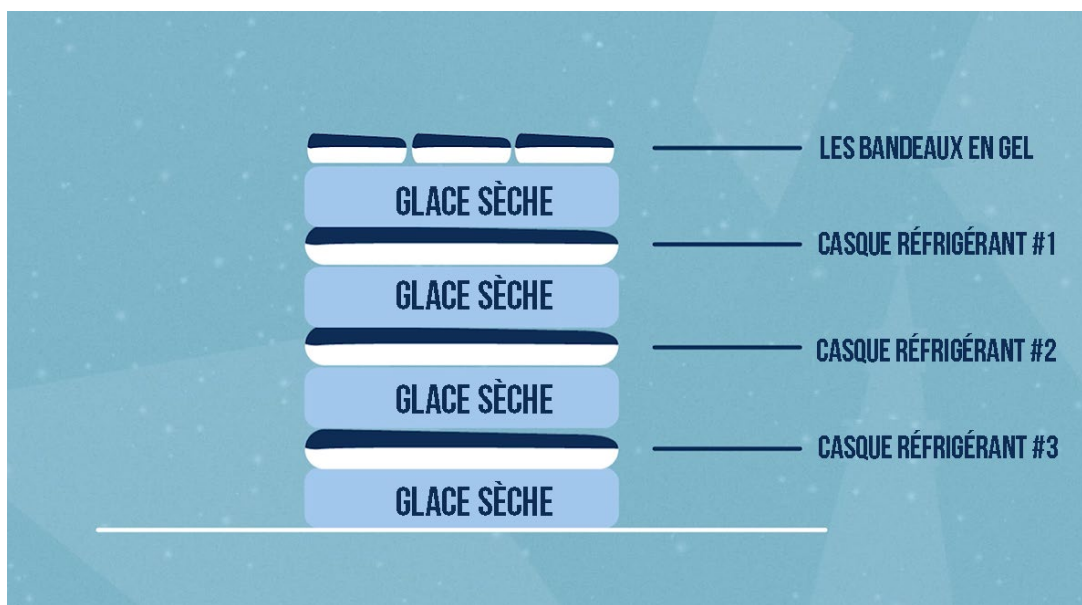 LES BANDEAUX EN GEL
GLACE SÈCHE
CASQUE RÉFRIGÉRANT #1
GLACE SÈCHE
CASQUE RÉFRIGÉRANT #2
GLACE SÈCHE
CASQUE RÉFRIGÉRANT #3
GLACE SÈCHE